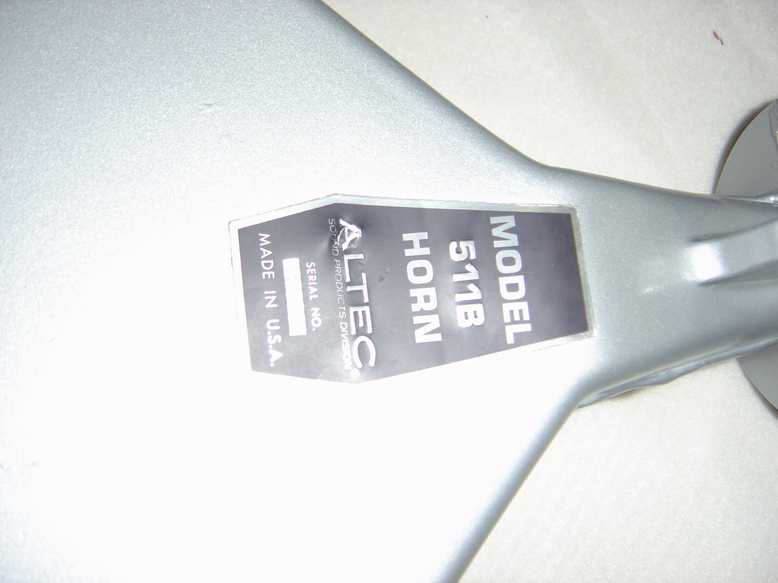 MODEL
511B
HORN
ALTEC
SOUND PRODUCTS DIVISION
SERIAL NO.
MADE IN U.S.A.